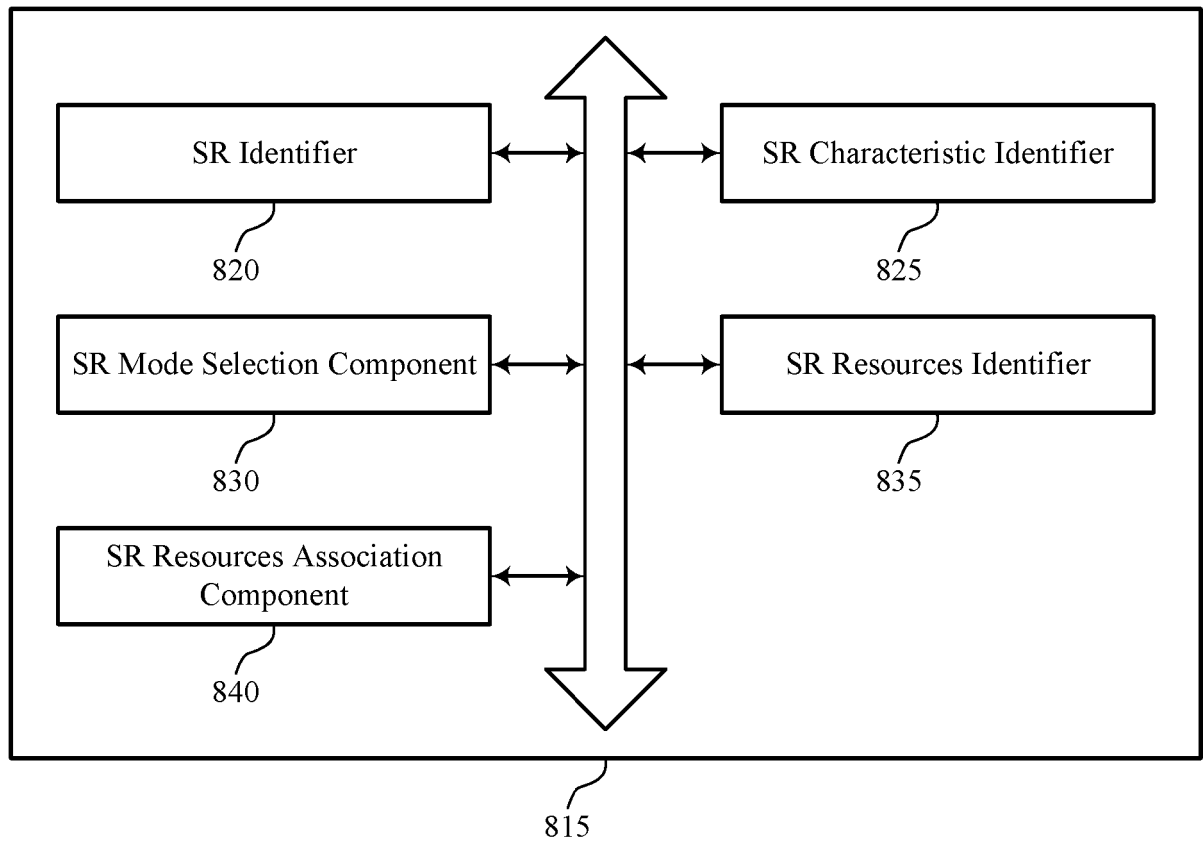 SR Identifier
820
SR Characteristic Identifier
825
SR Mode Selection Component
830
SR Resources Identifier
835
SR Resources Association
Component
840
815